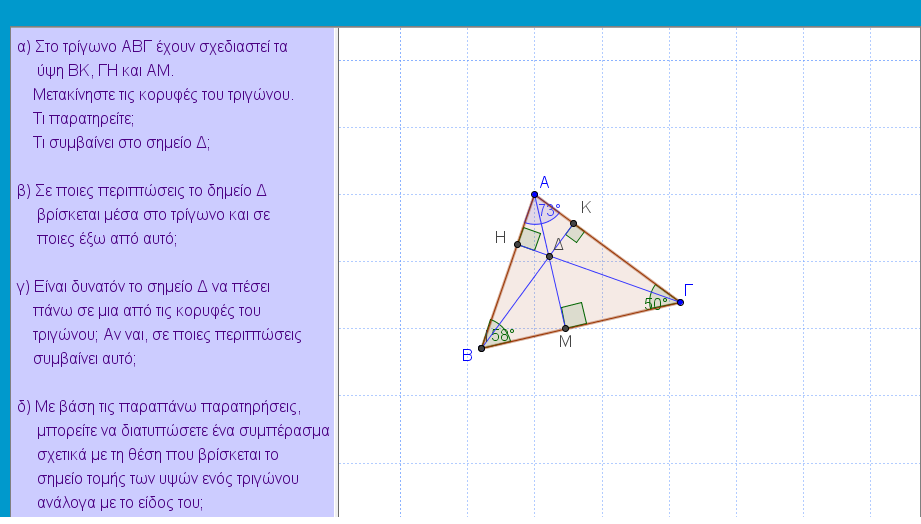 α) Στο τρίγωνο ΑΒΓ έχουν σχεδιαστεί τα
ύψη ΒΚ, ΓΗ και ΑΜ.
Μετακίνηστε τις κορυφές του τριγώνου.
Τι παρατηρείτε;
Τι συμβαίνει στο σημείο Δ;
β) Σε ποιες περιπτώσεις το δημείο Δ
βρίσκεται μέσα στο τρίγωνο και σε
ποιες έξω από αυτό;
γ) Είναι δυνατόν το σημείο Δ να πέσει
πάνω σε μια από τις κορυφές του
τριγώνου; Αν ναι, σε ποιες περιπτώσεις
συμβαίνει αυτό;
δ) Με βάση τις παραπάνω παρατηρήσεις,
μπορείτε να διατυπώσετε ένα συμπέρασμα
σχετικά με τη θέση που βρίσκεται το
σημείο τομής των υψών ενός τριγώνου
ανάλογα με το είδος του;
Α
73°
Κ
Η
Δ
Γ
50°
58°
Μ
Β